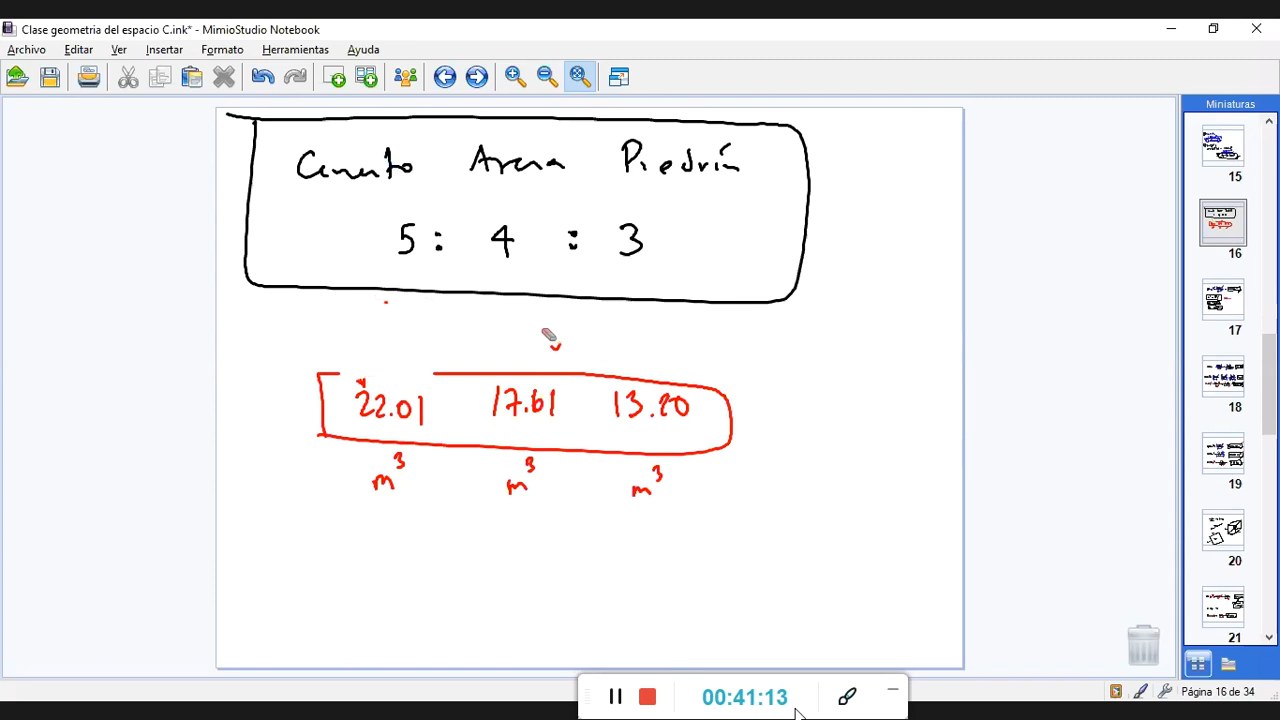 Clase geometria del espacio C.ink* - MimioStudio Notebook
Archivo Editar Ver Insertar Formato Herramientas Ayuda
Cemento Arena Piedrín
5 : 4 : 3
22.01 17.61 13.20
m³ m³ m³
Miniaturas
15
16
17
18
19
20
21
Página 16 de 34
00:41:13